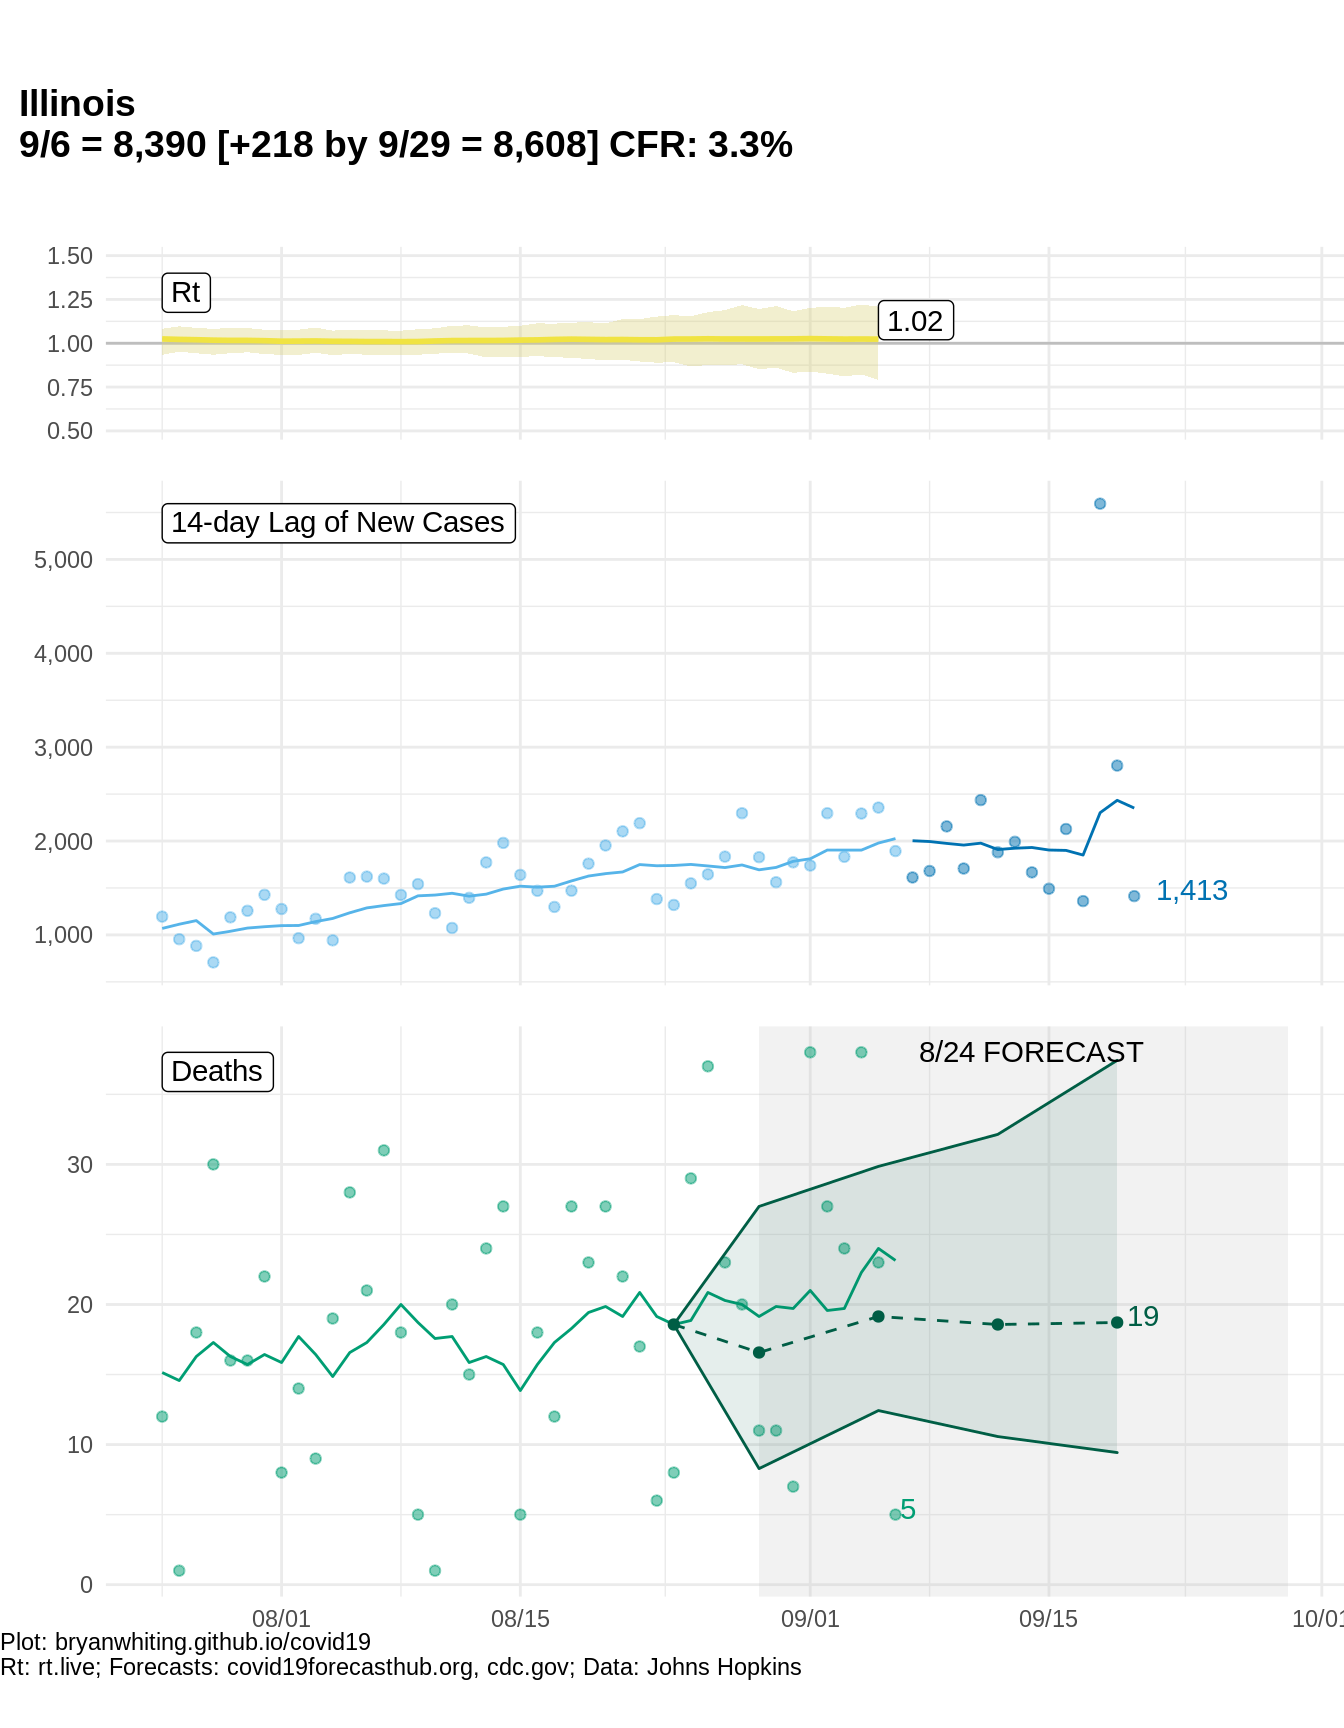 Illinois
9/6 = 8,390 [+218 by 9/29 = 8,608] CFR: 3.3%
1.50
Rt
1.25
1.02
1.00
0.75
0.50
14-day Lag of New Cases
5,000
4,000
3,000
2,000
1,413
1,000
8/24 FORECAST
Deaths
30
20
19
10
5
0
08/01 08/15 09/01 09/15 10/01
Plot: bryanwhiting.github.io/covid19
Rt: rt.live; Forecasts: covid19forecasthub.org, cdc.gov; Data: Johns Hopkins